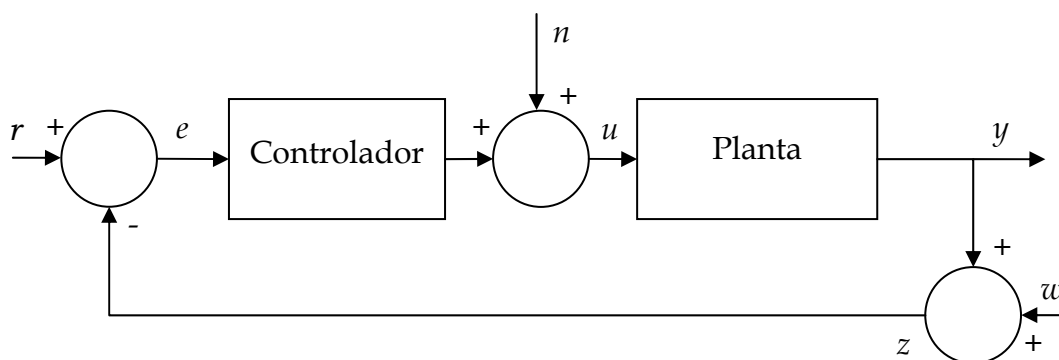 n
+
r
+
e
Controlador
+
u
Planta
y
-
+
w
z
+